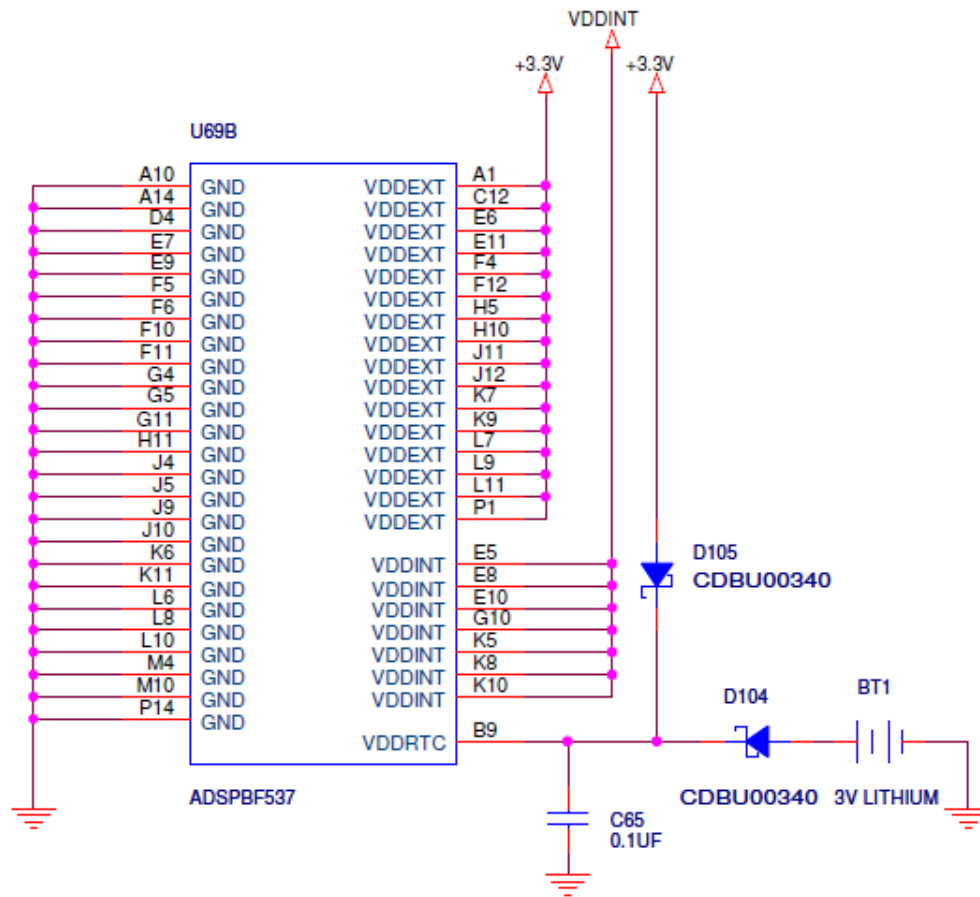 VDDINT
+3.3V +3.3V
U69B
A10 GND VDDEXT A1
A14 GND VDDEXT C12
D4 GND VDDEXT E6
E7 GND VDDEXT E11
E9 GND VDDEXT F4
F5 GND VDDEXT F12
F6 GND VDDEXT H5
F10 GND VDDEXT H10
F11 GND VDDEXT J11
G4 GND VDDEXT J12
G5 GND VDDEXT K7
G11 GND VDDEXT K9
H11 GND VDDEXT L7
J4 GND VDDEXT L9
J5 GND VDDEXT L11
J9 GND VDDEXT P1
J10 GND
K6 GND VDDINT E5
K11 GND VDDINT E8
L6 GND VDDINT E10
L8 GND VDDINT G10
L10 GND VDDINT K5
M4 GND VDDINT K8
M10 GND VDDINT K10
P14 GND
VDDRTC B9
D105
CDBU00340
D104 BT1
CDBU00340 3V LITHIUM
ADSPBF537
C65
0.1UF